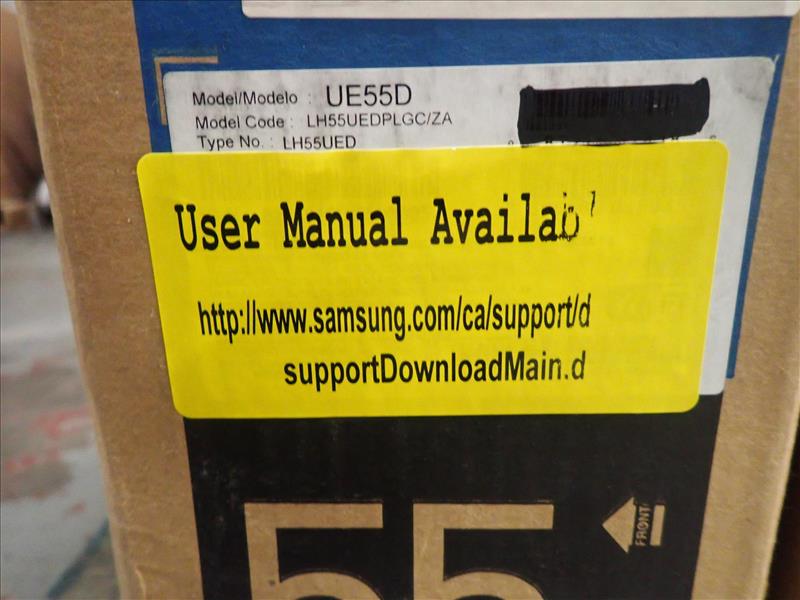 Model/Modelo : UE55D
Model Code : LH55UEDPLGC/ZA
Type No. : LH55UED
User Manual Availab
http://www.samsung.com/ca/support/d
supportDownloadMain.d
55
FRONT